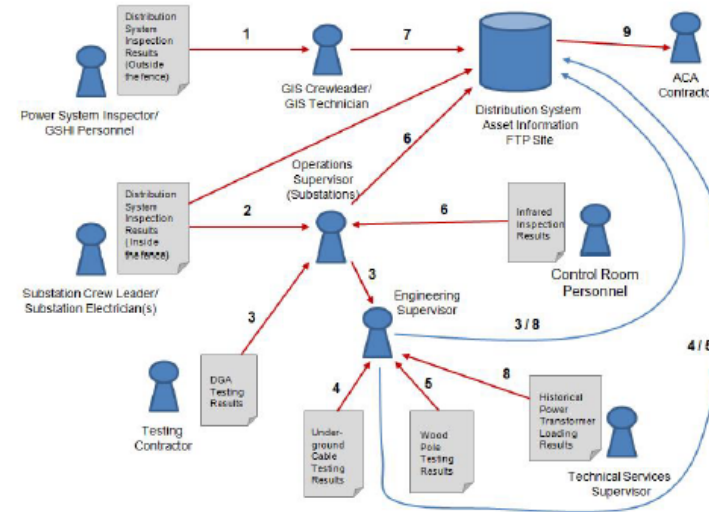 Distribution
System
Inspection
Results
(Outside
the fence)
1
7
9
Power System Inspector/
GSHI Personnel
GIS Crewleader/
GIS Technician
Distribution System
Asset Information
FTP Site
ACA
Contractor
Operations
Supervisor
(Substations)
6
Distribution
System
Inspection
Results
(Inside
the fence)
2
6
Infrared
Inspection
Results
Substation Crew Leader/
Substation Electrician(s)
3
Engineering
Supervisor
Control Room
Personnel
3
3 / 8
DGA
Testing
Results
Testing
Contractor
4
5
8
Under-
ground
Cable
Testing
Results
Wood
Pole
Testing
Results
Historical
Power
Transformer
Loading
Results
Technical Services
Supervisor